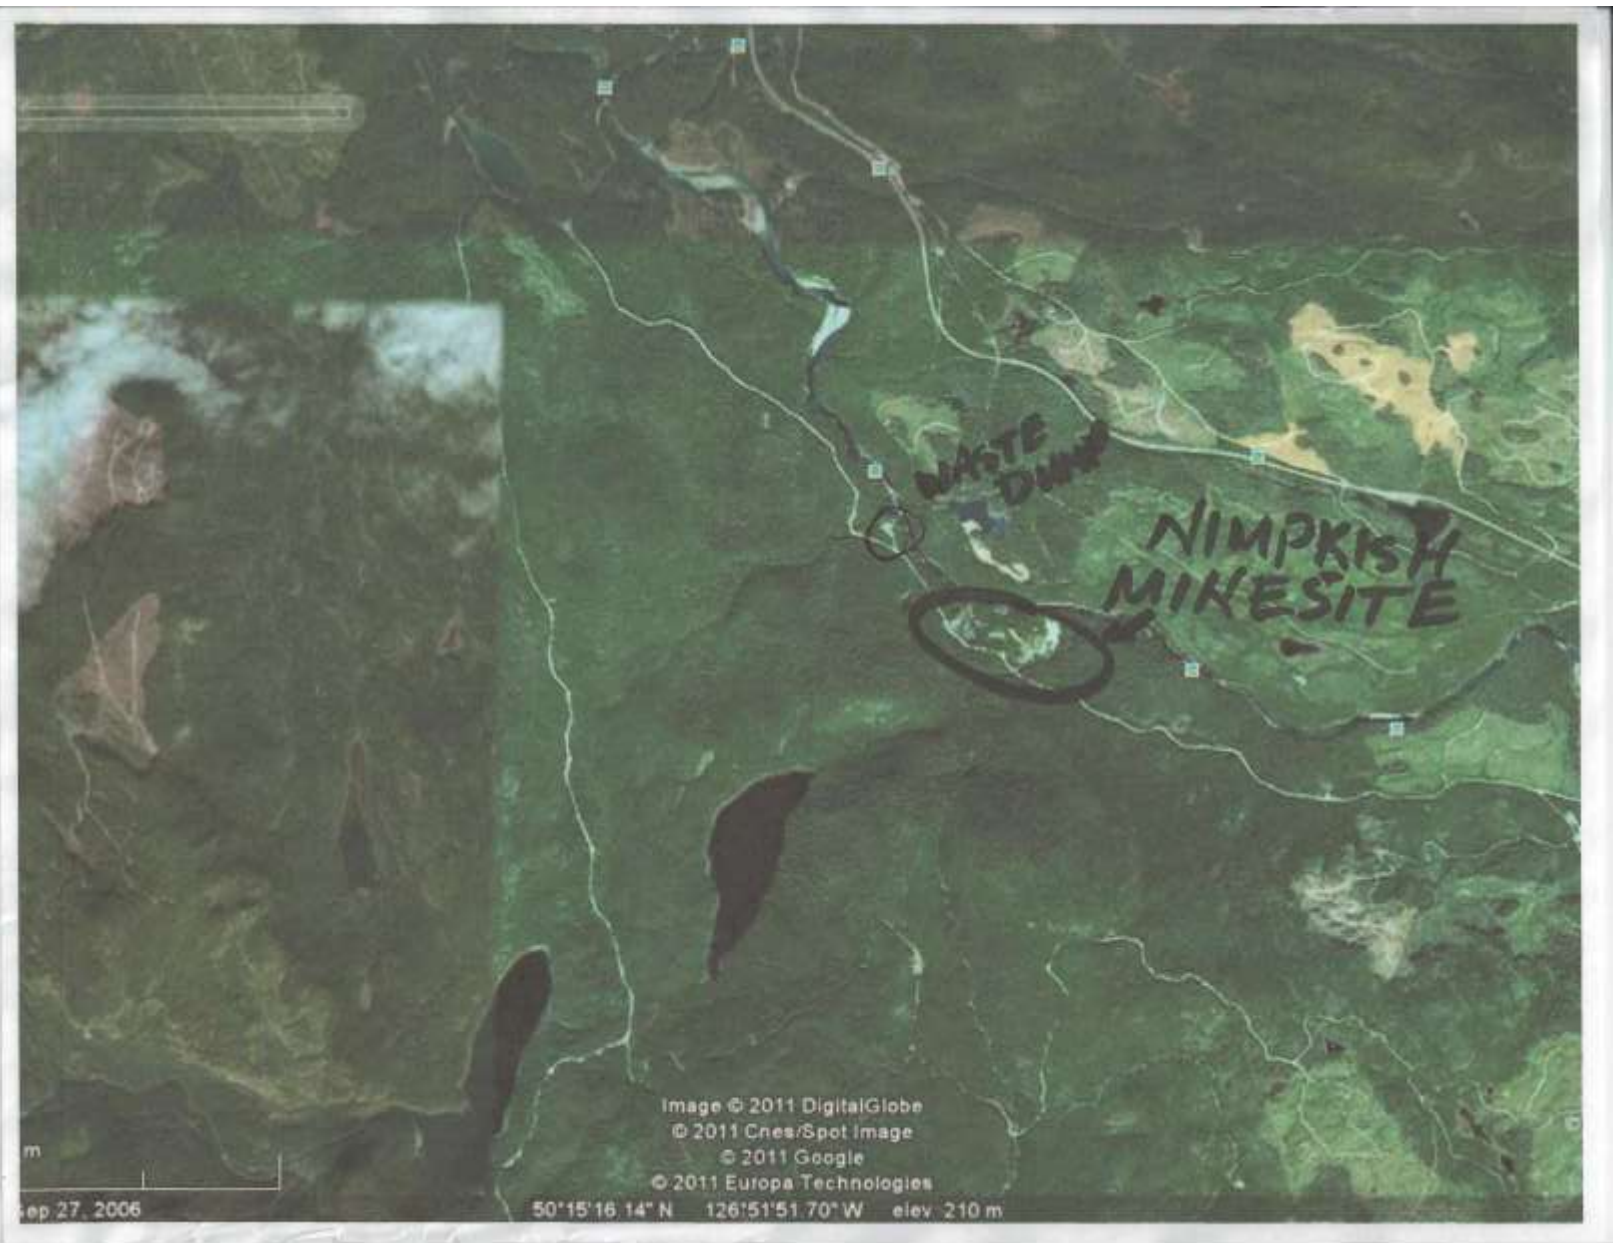 WASTE
DUMP
NIMPKISH
MINESITE
Image © 2011 DigitalGlobe
© 2011 Cnes/Spot Image
© 2011 Google
© 2011 Europa Technologies
m
ep 27, 2006
50°15'16.14" N 126°51'51.70" W elev 210 m